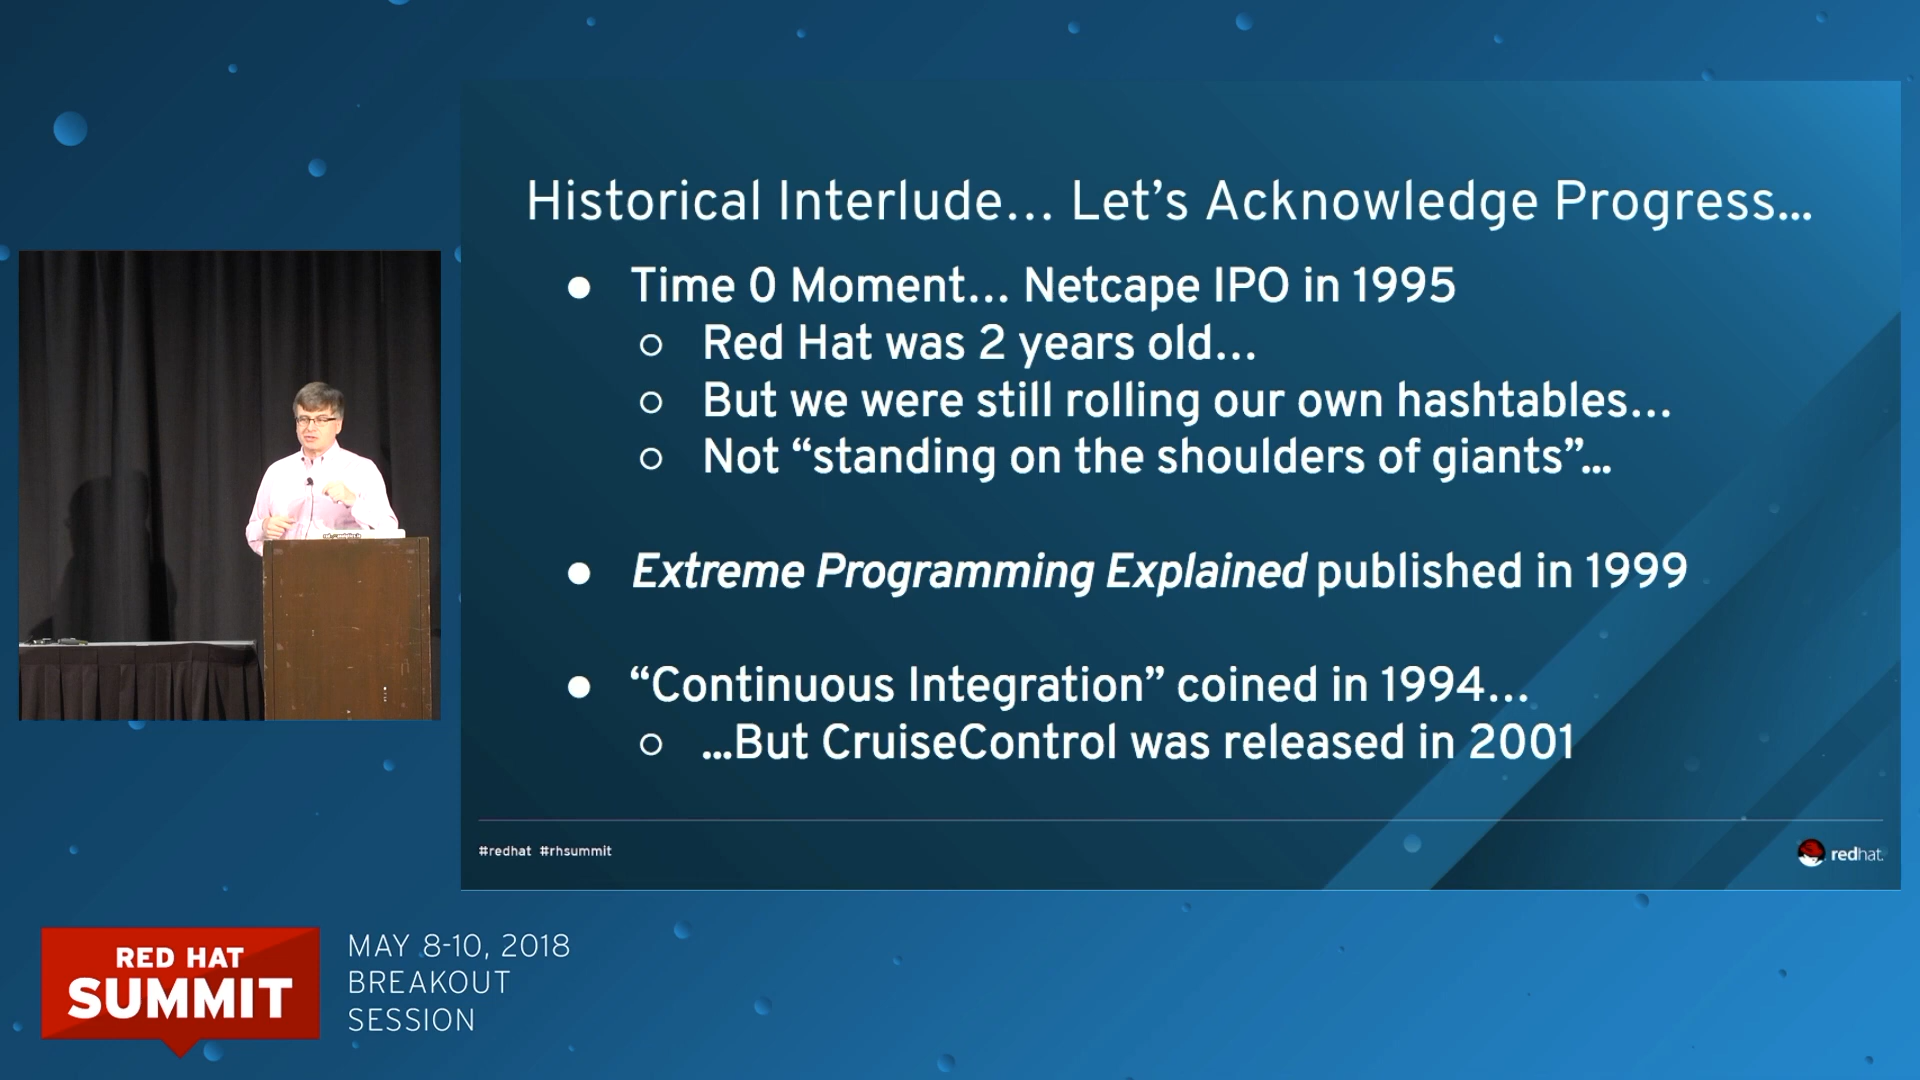 Historical Interlude... Let’s Acknowledge Progress...
● Time 0 Moment... Netcape IPO in 1995
○ Red Hat was 2 years old...
○ But we were still rolling our own hashtables...
○ Not “standing on the shoulders of giants”...
● Extreme Programming Explained published in 1999
● “Continuous Integration” coined in 1994...
○ ...But CruiseControl was released in 2001
#redhat #rhsummit
redhat.
RED HAT
SUMMIT
MAY 8-10, 2018
BREAKOUT
SESSION